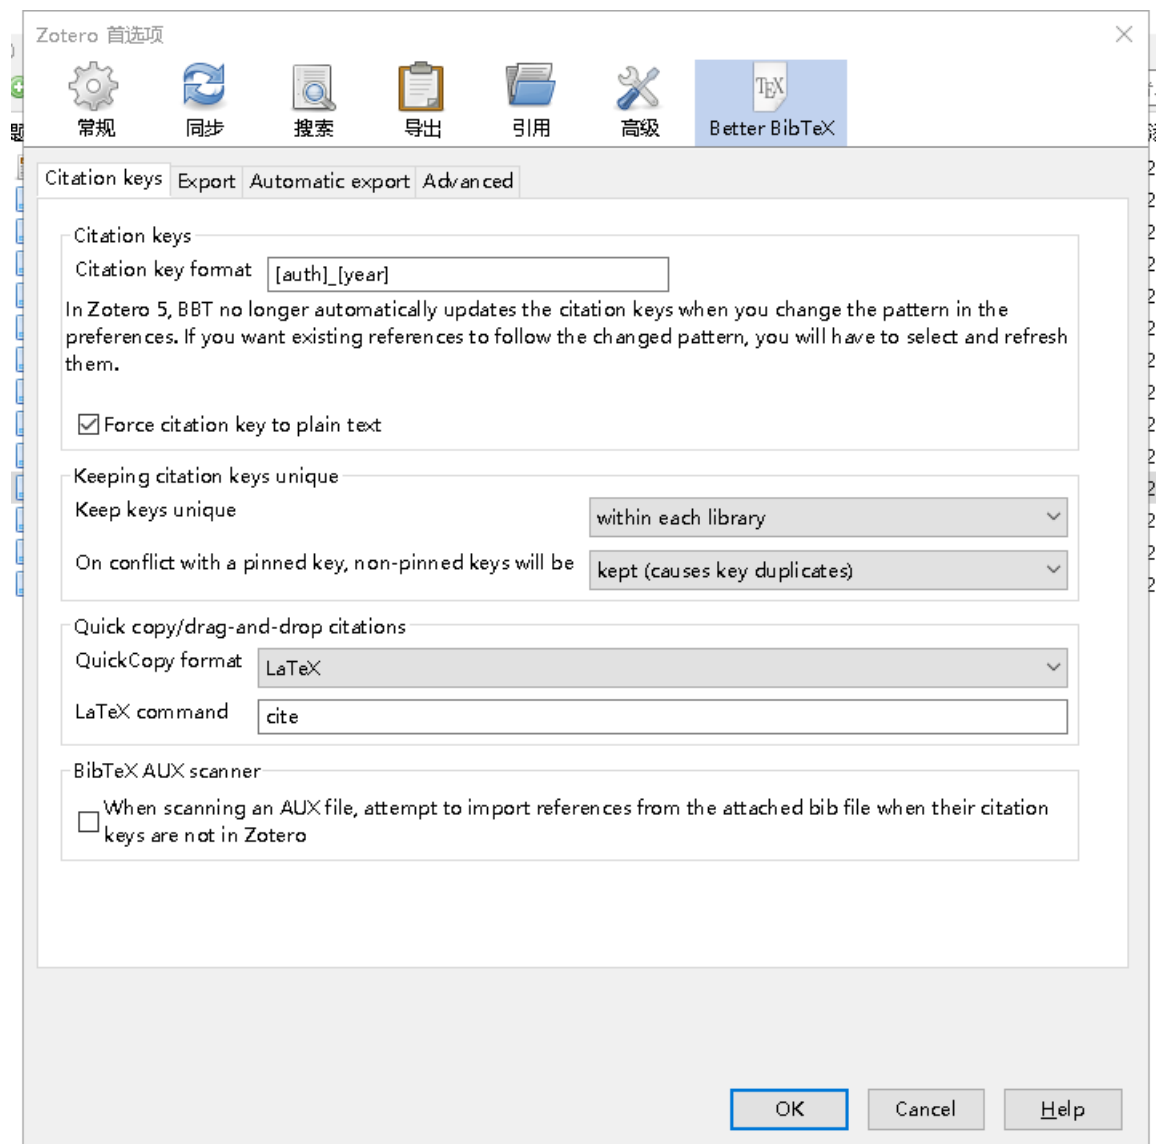 Zotero 首选项
常规 同步 搜索 导出 引用 高级 Better BibTeX
Citation keys Export Automatic export Advanced
Citation keys
Citation key format [auth]_[year]
In Zotero 5, BBT no longer automatically updates the citation keys when you change the pattern in the
preferences. If you want existing references to follow the changed pattern, you will have to select and refresh
them.
Force citation key to plain text
Keeping citation keys unique
Keep keys unique within each library
On conflict with a pinned key, non-pinned keys will be kept (causes key duplicates)
Quick copy/drag-and-drop citations
QuickCopy format LaTeX
LaTeX command cite
BibTeX AUX scanner
When scanning an AUX file, attempt to import references from the attached bib file when their citation
keys are not in Zotero
OK Cancel Help